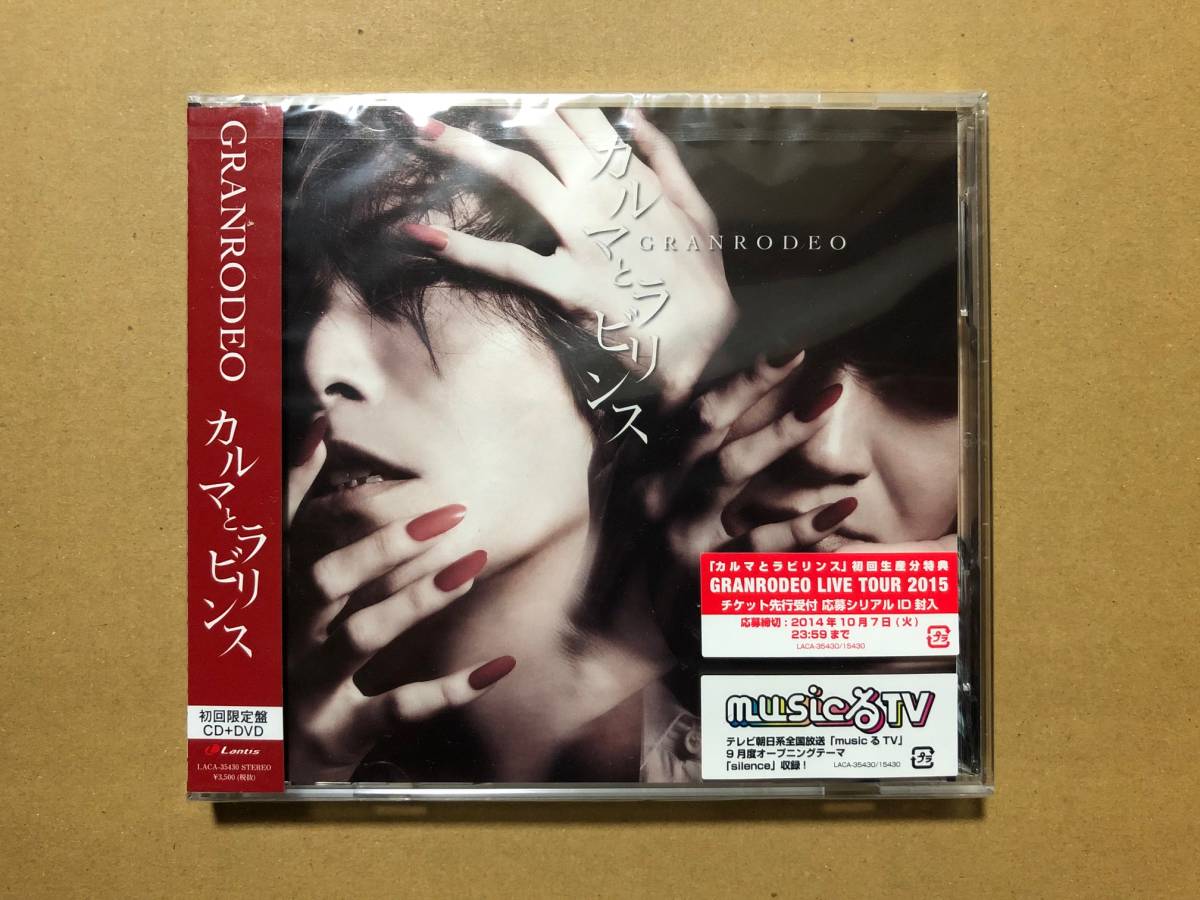 GRANRODEO カルマとラビリンス
初回限定盤
CD+DVD
Lantis
LACA-35430 STEREO
¥3,500 (税抜)
カルマとラビリンス
GRANRODEO
「カルマとラビリンス」初回生産分特典
GRANRODEO LIVE TOUR 2015
チケット先行受付 応募シリアルID封入
応募締切:2014年10月7日(火)
23:59まで
LACA-35430/15430
プラ
musicるTV
テレビ朝日系全国放送「musicるTV」
9月度オープニングテーマ
「silence」収録!
LACA-35430/15430
プラ